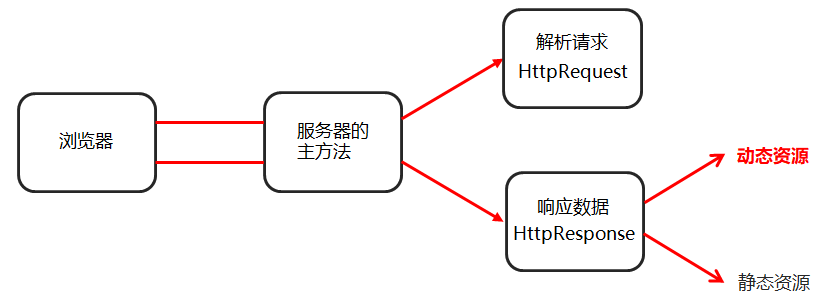 浏览器
服务器的
主方法
解析请求
HttpRequest
响应数据
HttpResponse
动态资源
静态资源